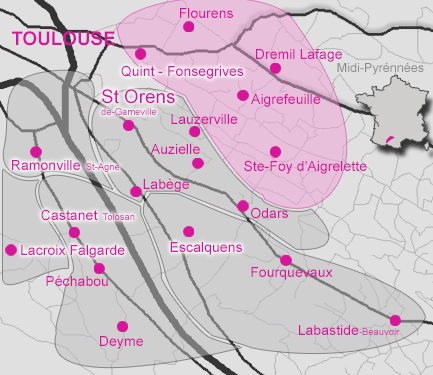 Flourens
TOULOUSE
Dremil Lafage
Quint - Fonsegrives
Midi-Pyrénnées
St Orens
de-Gameville
Aigrefeuille
Lauzerville
Auzielle
Ramonville St-Agne
Ste-Foy d'Aigrelette
Labège
Castanet Tolosan
Odars
Lacroix Falgarde
Escalquens
Péchabou
Fourquevaux
Labastide-Beauvoir
Deyme